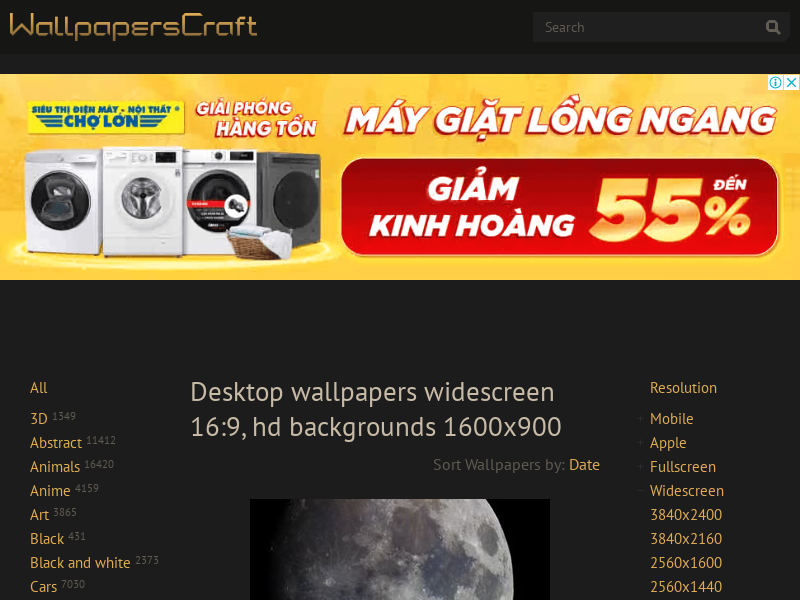 WallpapersCraft
Search
SIÊU THỊ ĐIỆN MÁY - NỘI THẤT ®
CHỢ LỚN
GIẢI PHÓNG
HÀNG TỒN
MÁY GIẶT LỒNG NGANG
GIẢM
KINH HOÀNG
ĐẾN
55%
All
3D 1349
Abstract 11412
Animals 16420
Anime 4159
Art 3865
Black 431
Black and white 2373
Cars 7030
Desktop wallpapers widescreen
16:9, hd backgrounds 1600x900
Sort Wallpapers by: Date
Resolution
+ Mobile
+ Apple
+ Fullscreen
− Widescreen
3840x2400
3840x2160
2560x1600
2560x1440